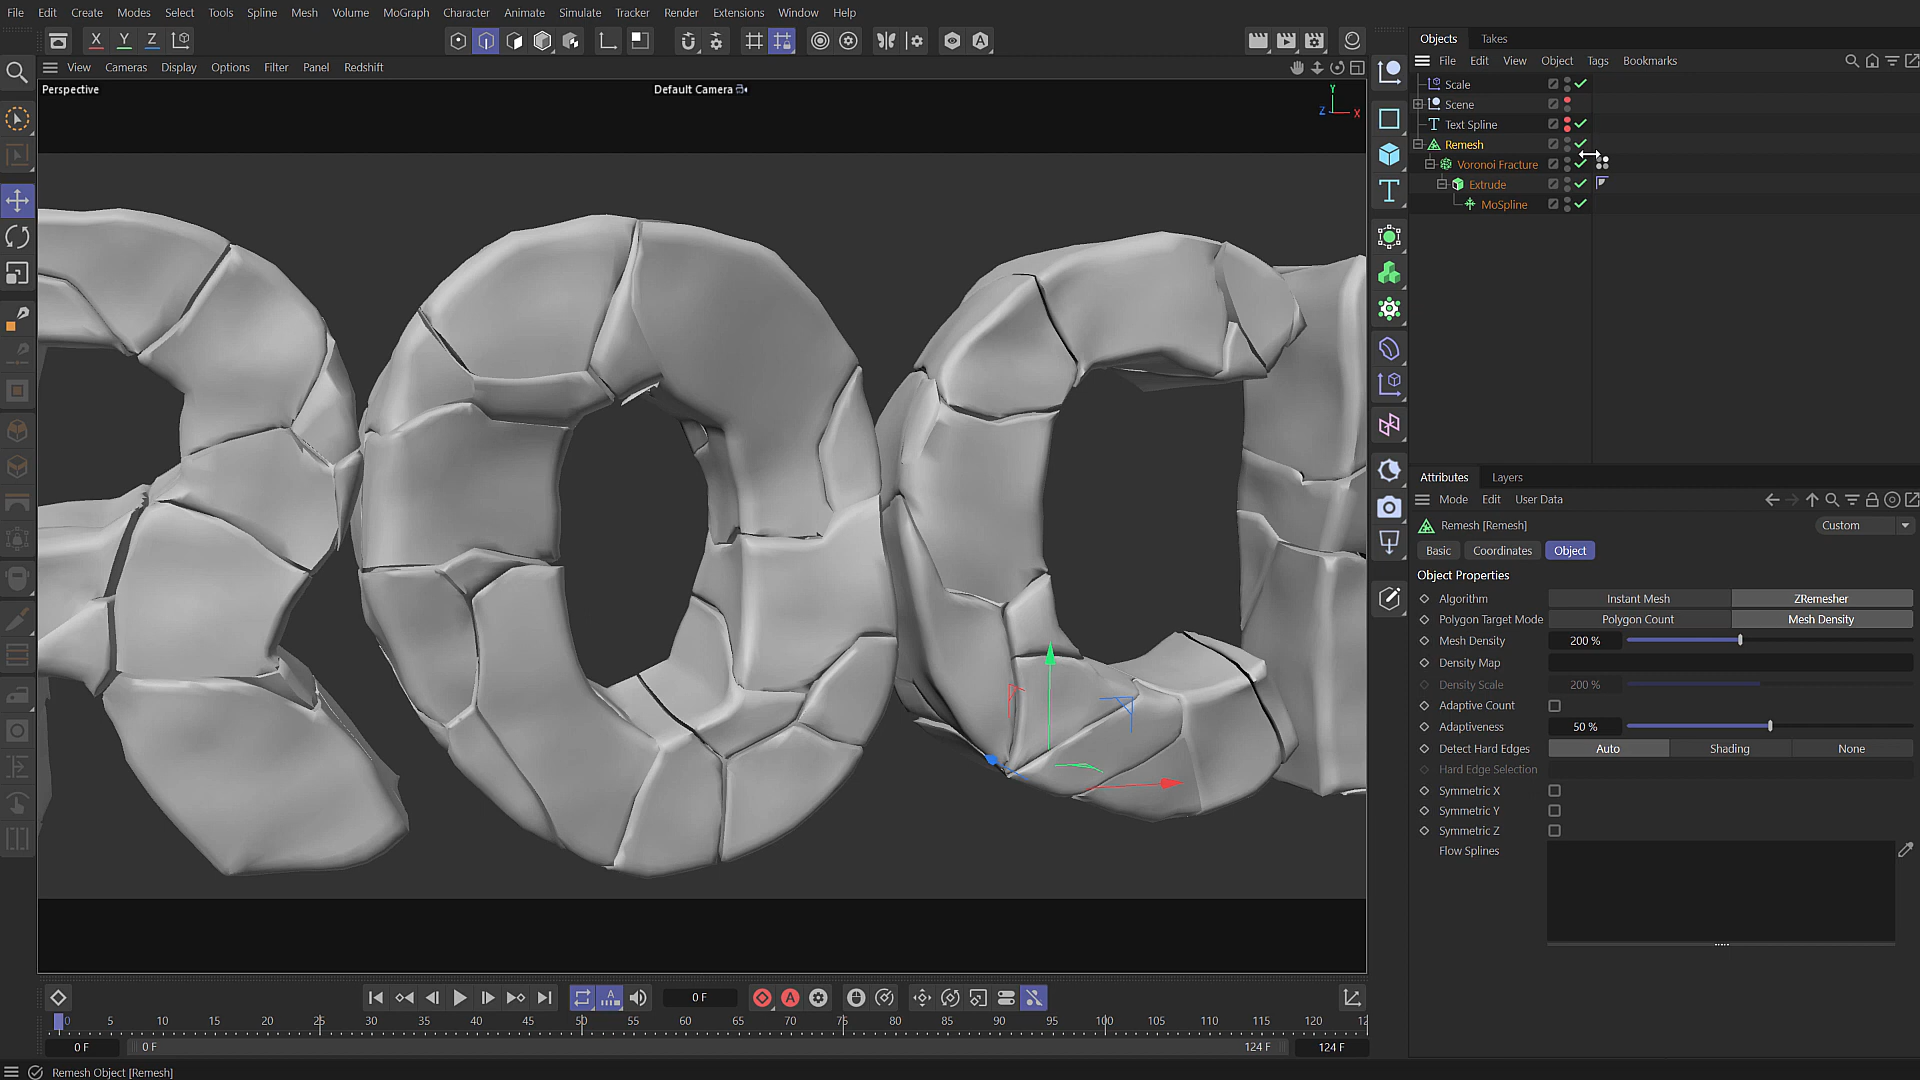 File Edit Create Modes Select Tools Spline Mesh Volume MoGraph Character Animate Simulate Tracker Render Extensions Window Help
X Y Z
View Cameras Display Options Filter Panel Redshift
Perspective
Default Camera
Y
Z
X
Objects Takes
File Edit View Object Tags Bookmarks
Scale
Scene
Text Spline
Remesh
Voronoi Fracture
Extrude
MoSpline
Attributes Layers
Mode Edit User Data
Remesh [Remesh] Custom
Basic Coordinates Object
Object Properties
Algorithm Instant Mesh ZRemesher
Polygon Target Mode Polygon Count Mesh Density
Mesh Density 200 %
Density Map
Density Scale 200 %
Adaptive Count
Adaptiveness 50 %
Detect Hard Edges Auto Shading None
Hard Edge Selection
Symmetric X
Symmetric Y
Symmetric Z
Flow Splines
0 F
0 5 10 15 20 25 30 35 40 45 50 55 60 65 70 75 80 85 90 95 100 105 110 115 120 12
0 F 0 F 124 F 124 F
Remesh Object [Remesh]